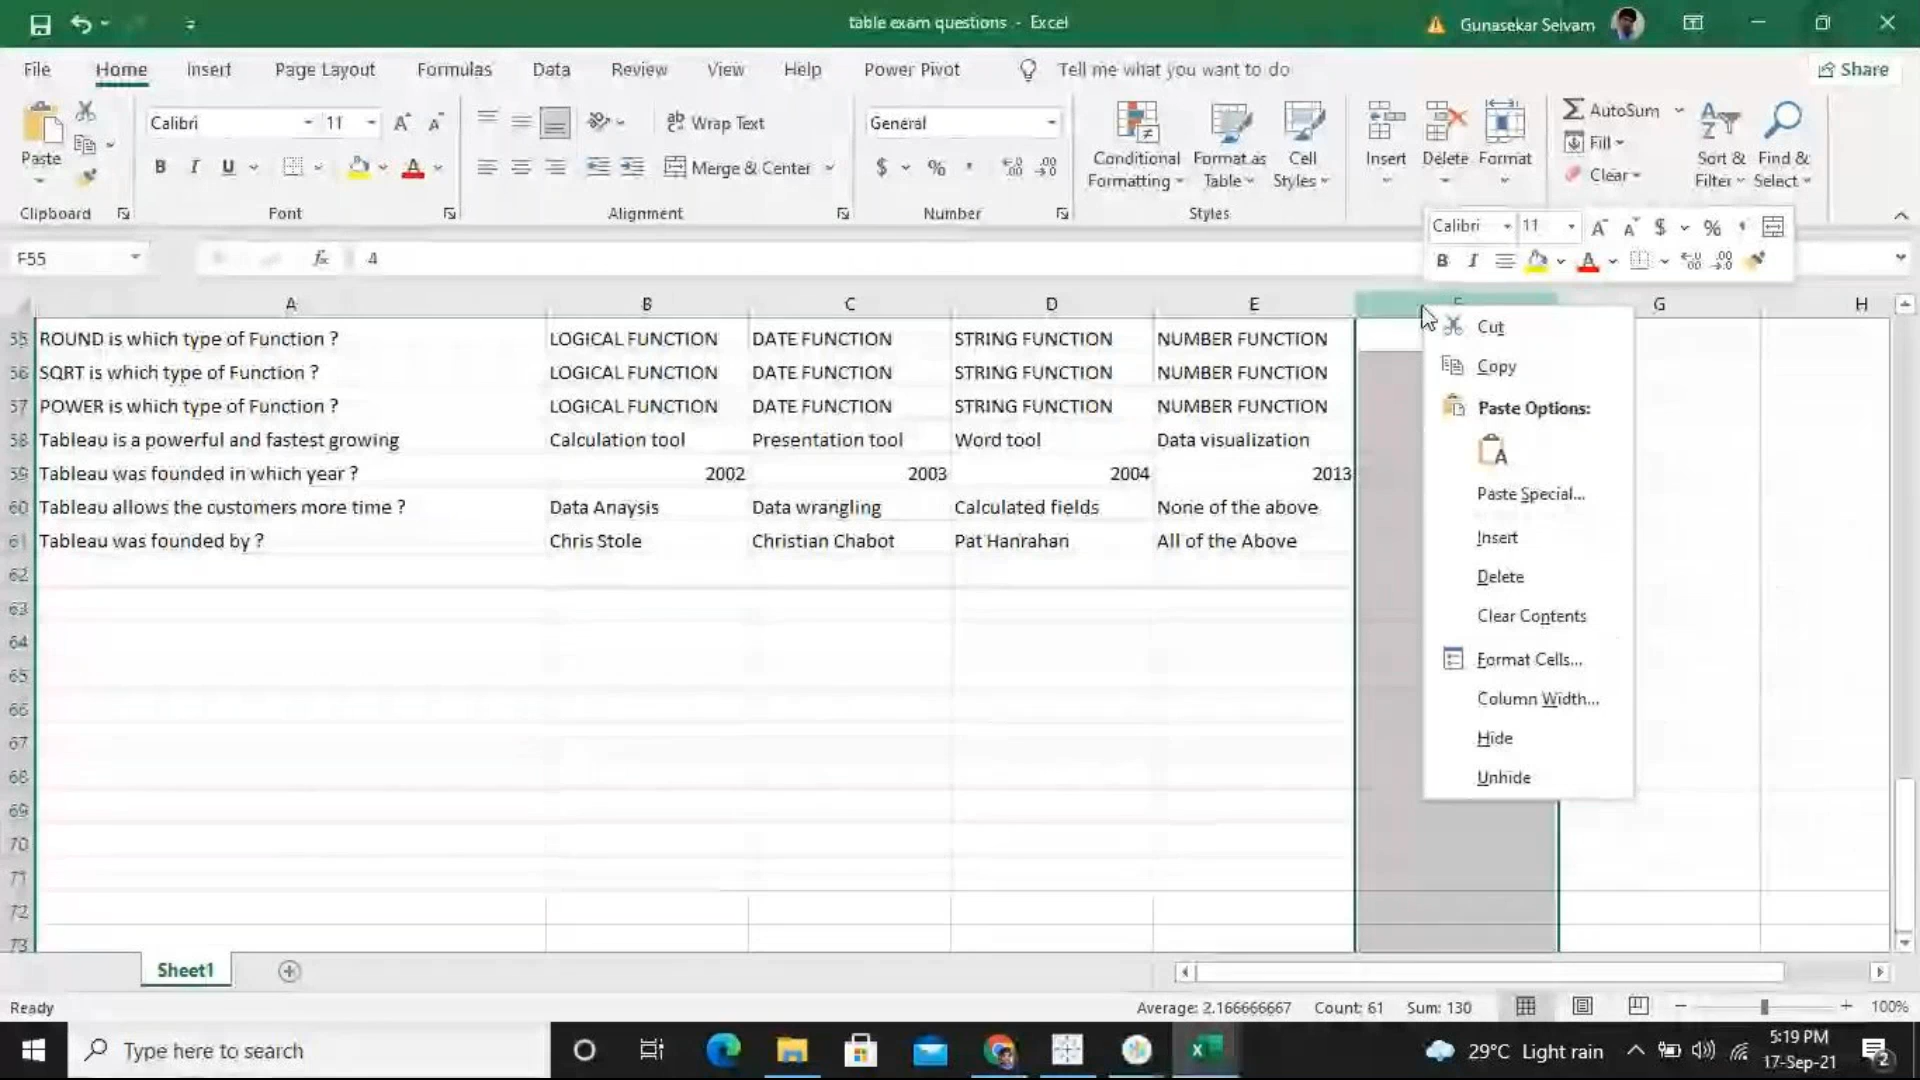 table exam questions - Excel
Gunasekar Selvam
File Home Insert Page Layout Formulas Data Review View Help Power Pivot Tell me what you want to do Share
Calibri 11 Wrap Text General AutoSum
Fill
Paste B I U Merge & Center $ % Conditional Formatting Format as Table Cell Styles Insert Delete Format Clear Sort & Filter Find & Select
Clipboard Font Alignment Number Styles
Calibri 11 A A $ %
B I A
F55 fx 4
A B C D E F G H
55 ROUND is which type of Function ? LOGICAL FUNCTION DATE FUNCTION STRING FUNCTION NUMBER FUNCTION
56 SQRT is which type of Function ? LOGICAL FUNCTION DATE FUNCTION STRING FUNCTION NUMBER FUNCTION
57 POWER is which type of Function ? LOGICAL FUNCTION DATE FUNCTION STRING FUNCTION NUMBER FUNCTION
58 Tableau is a powerful and fastest growing Calculation tool Presentation tool Word tool Data visualization
59 Tableau was founded in which year ? 2002 2003 2004 2013
60 Tableau allows the customers more time ? Data Anaysis Data wrangling Calculated fields None of the above
61 Tableau was founded by ? Chris Stole Christian Chabot Pat Hanrahan All of the Above
62
63
64
65
66
67
68
69
70
71
72
73
Cut
Copy
Paste Options:
Paste Special...
Insert
Delete
Clear Contents
Format Cells...
Column Width...
Hide
Unhide
Sheet1
Ready Average: 2.166666667 Count: 61 Sum: 130 100%
Type here to search 29°C Light rain 5:19 PM
17-Sep-21 2